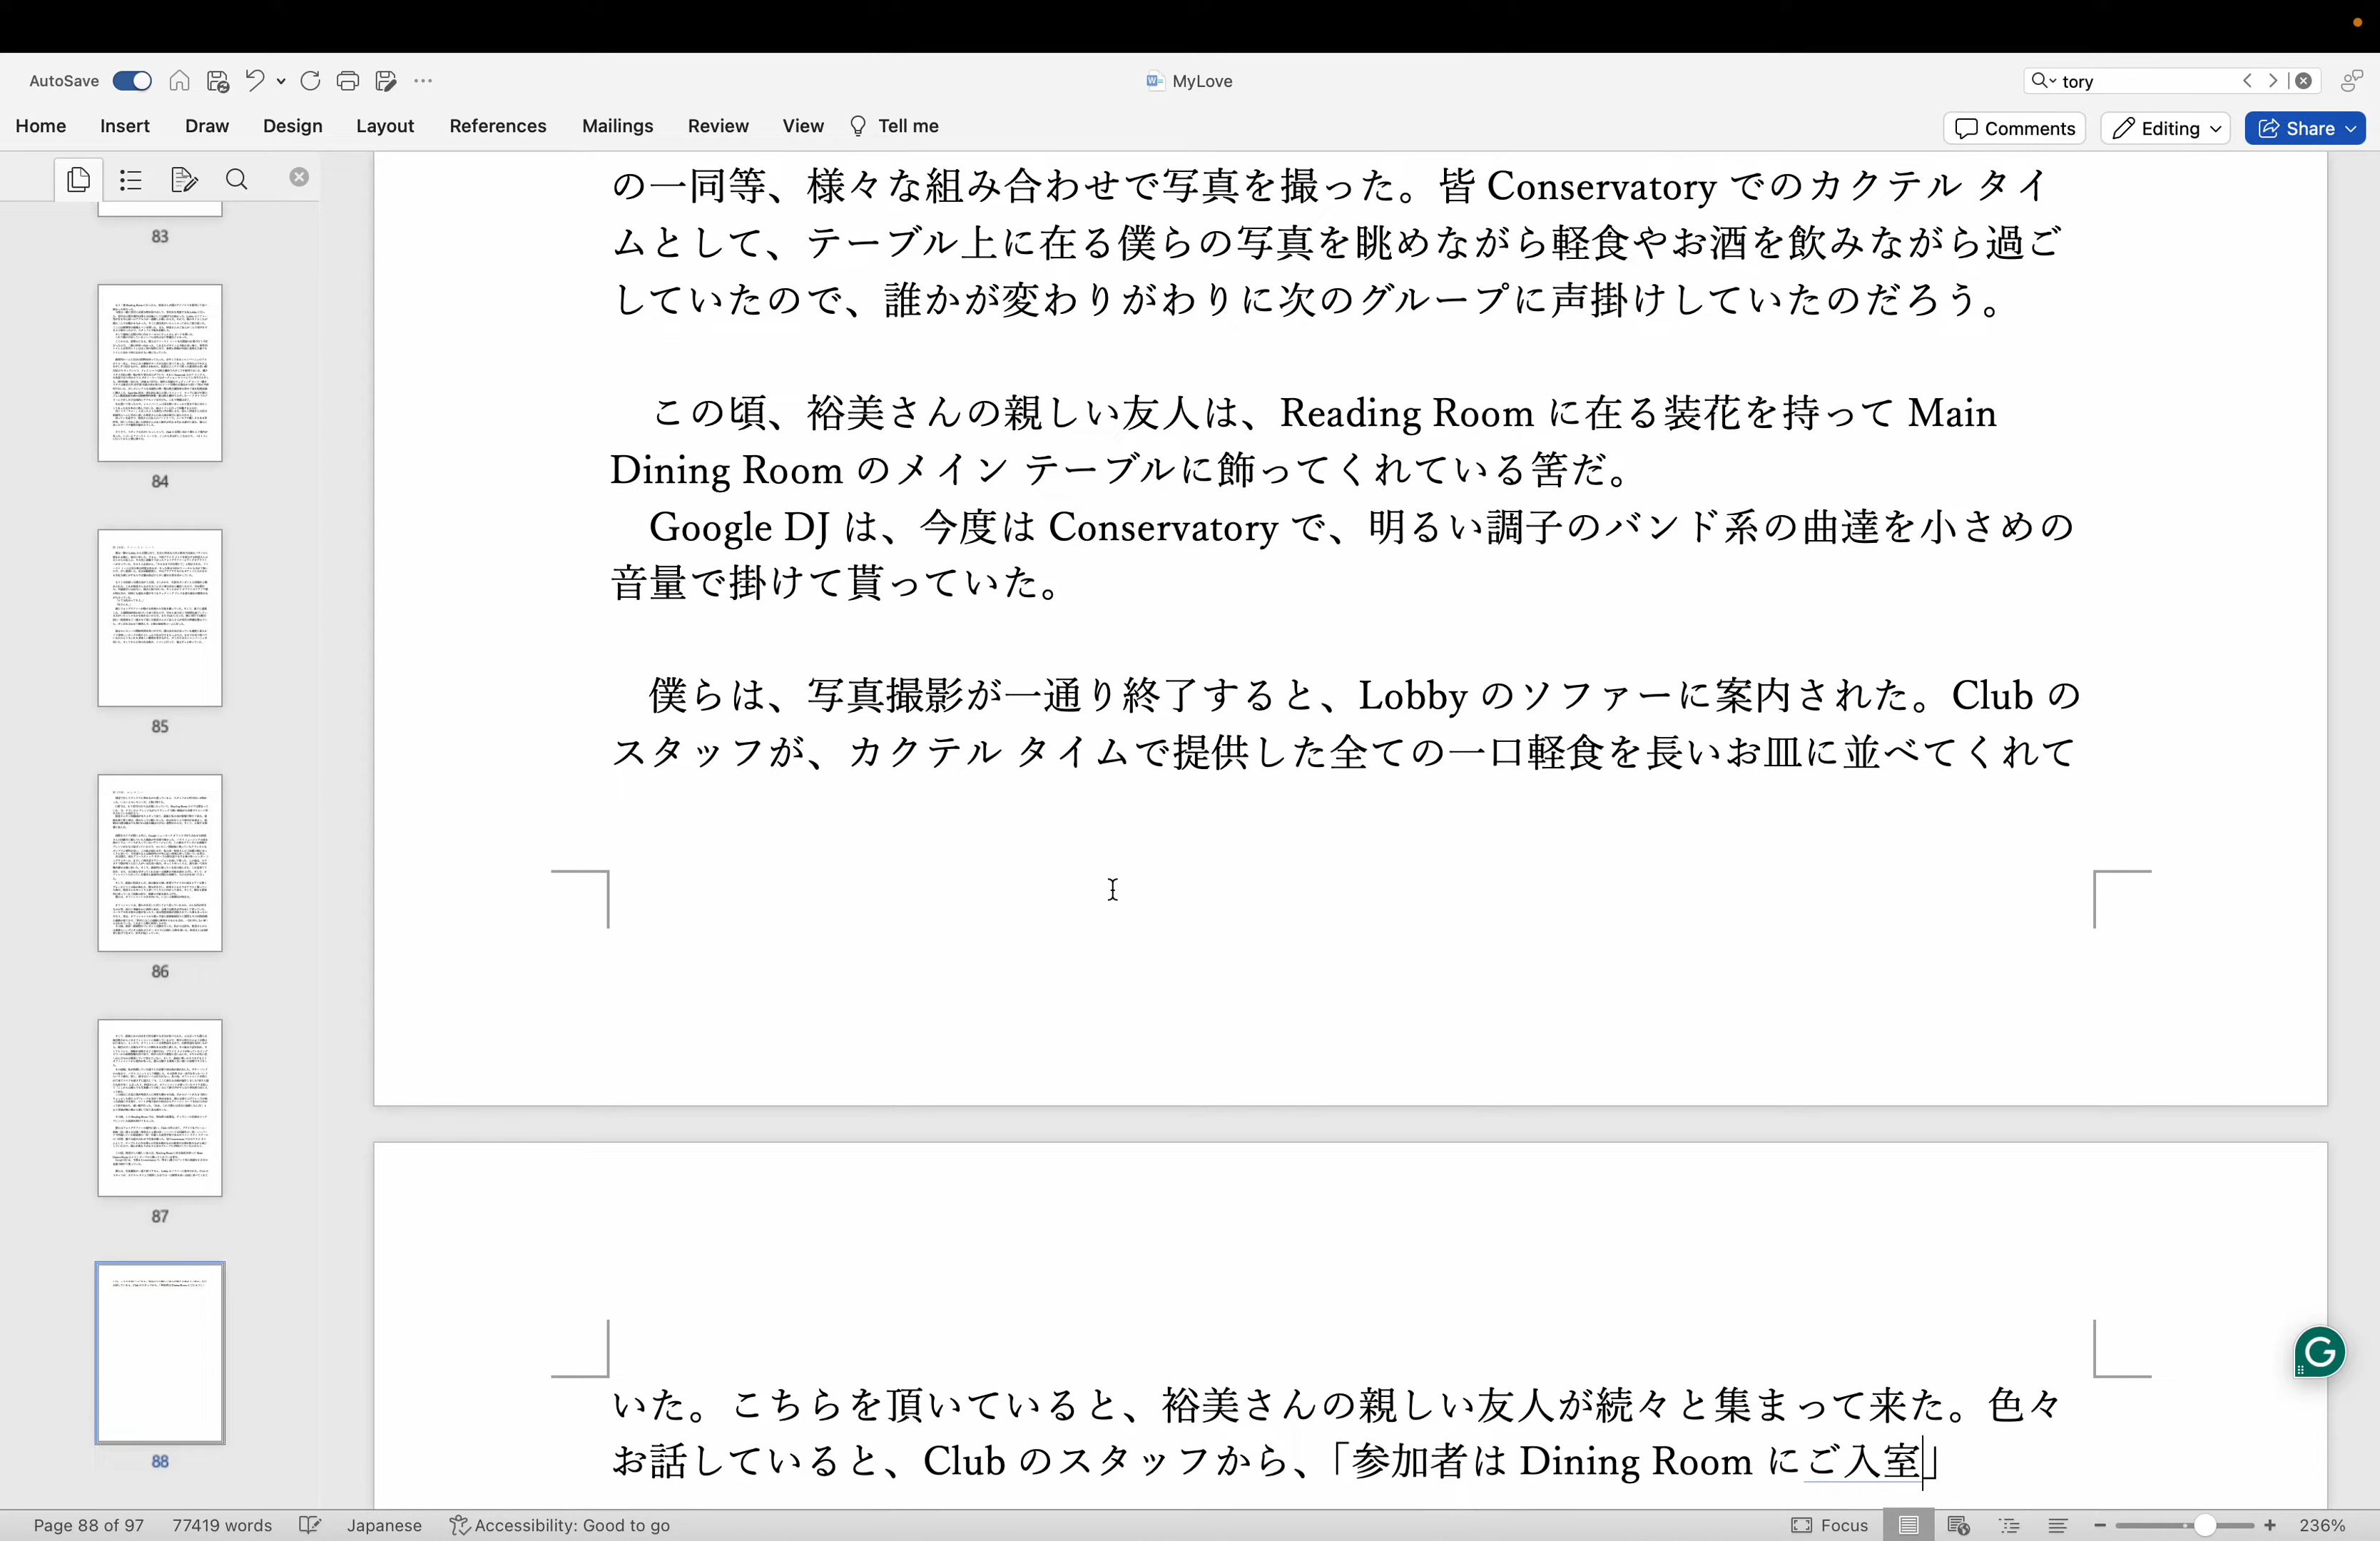 AutoSave
MyLove
tory
Home Insert Draw Design Layout References Mailings Review View Tell me
Comments Editing Share
の一同等、様々な組み合わせで写真を撮った。皆 Conservatory でのカクテル タイ
ムとして、テーブル上に在る僕らの写真を眺めながら軽食やお酒を飲みながら過ご
していたので、誰かが変わりがわりに次のグループに声掛けしていたのだろう。
この頃、裕美さんの親しい友人は、Reading Room に在る装花を持って Main
Dining Room のメイン テーブルに飾ってくれている筈だ。
Google DJ は、今度は Conservatory で、明るい調子のバンド系の曲達を小さめの
音量で掛けて貰っていた。
僕らは、写真撮影が一通り終了すると、Lobby のソファーに案内された。Club の
スタッフが、カクテル タイムで提供した全ての一口軽食を長いお皿に並べてくれて
いた。こちらを頂いていると、裕美さんの親しい友人が続々と集まって来た。色々
お話していると、Club のスタッフから、「参加者は Dining Room にご入室」
83
84
85
86
87
88
Page 88 of 97 77419 words Japanese Accessibility: Good to go Focus 236%